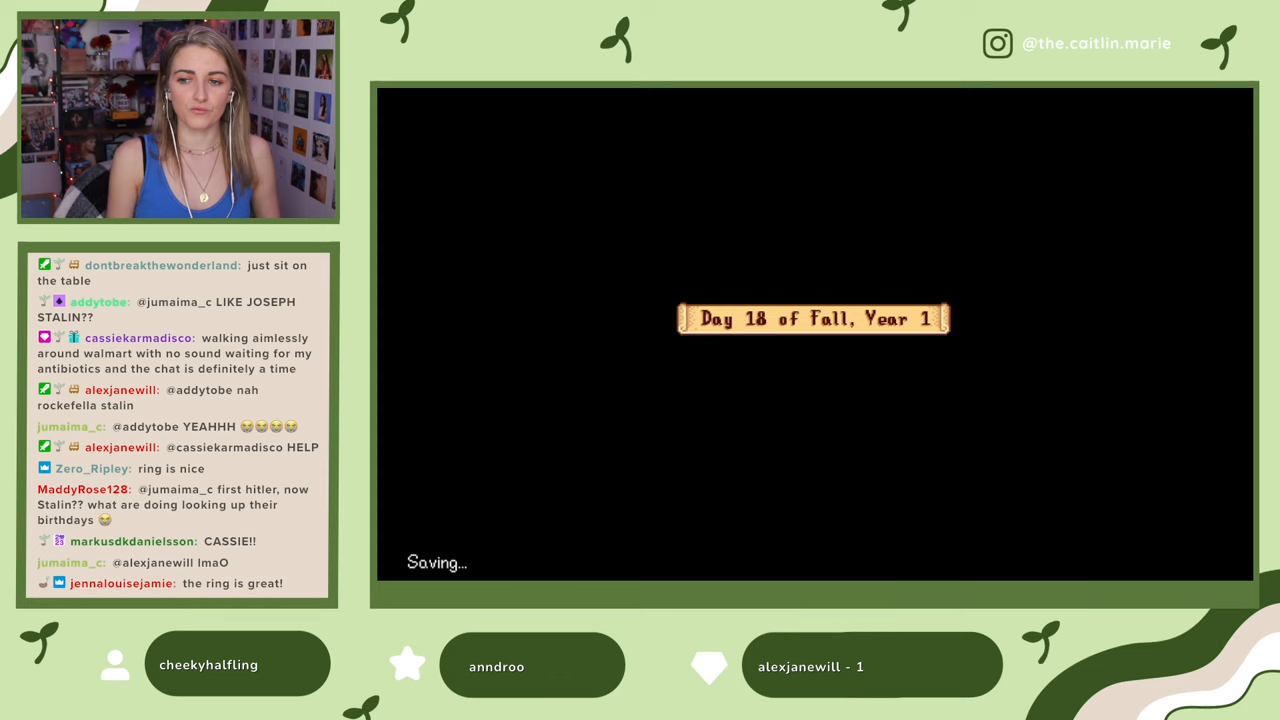 @the.caitlin.marie
dontbreakthewonderland: just sit on
the table
addytobe: @jumaima_c LIKE JOSEPH
STALIN??
cassiekarmadisco: walking aimlessly
around walmart with no sound waiting for my
antibiotics and the chat is definitely a time
alexjanewill: @addytobe nah
rockefella stalin
jumaima_c: @addytobe YEAHHH 😭😭😭😭
alexjanewill: @cassiekarmadisco HELP
Zero_Ripley: ring is nice
MaddyRose128: @jumaima_c first hitler, now
Stalin?? what are doing looking up their
birthdays 😭
markusdkdanielsson: CASSIE!!
jumaima_c: @alexjanewill lmaO
jennalouisejamie: the ring is great!
Day 18 of Fall, Year 1
Saving...
cheekyhalfling
anndroo
alexjanewill - 1